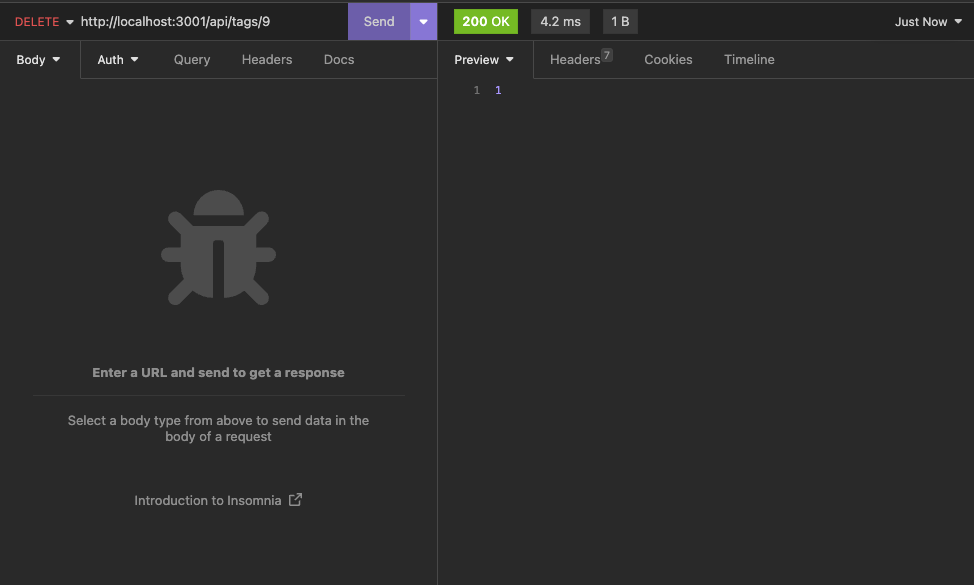 DELETE http://localhost:3001/api/tags/9 Send 200 OK 4.2 ms 1 B Just Now
Body Auth Query Headers Docs Preview Headers 7 Cookies Timeline
1 1
Enter a URL and send to get a response
Select a body type from above to send data in the
body of a request
Introduction to Insomnia